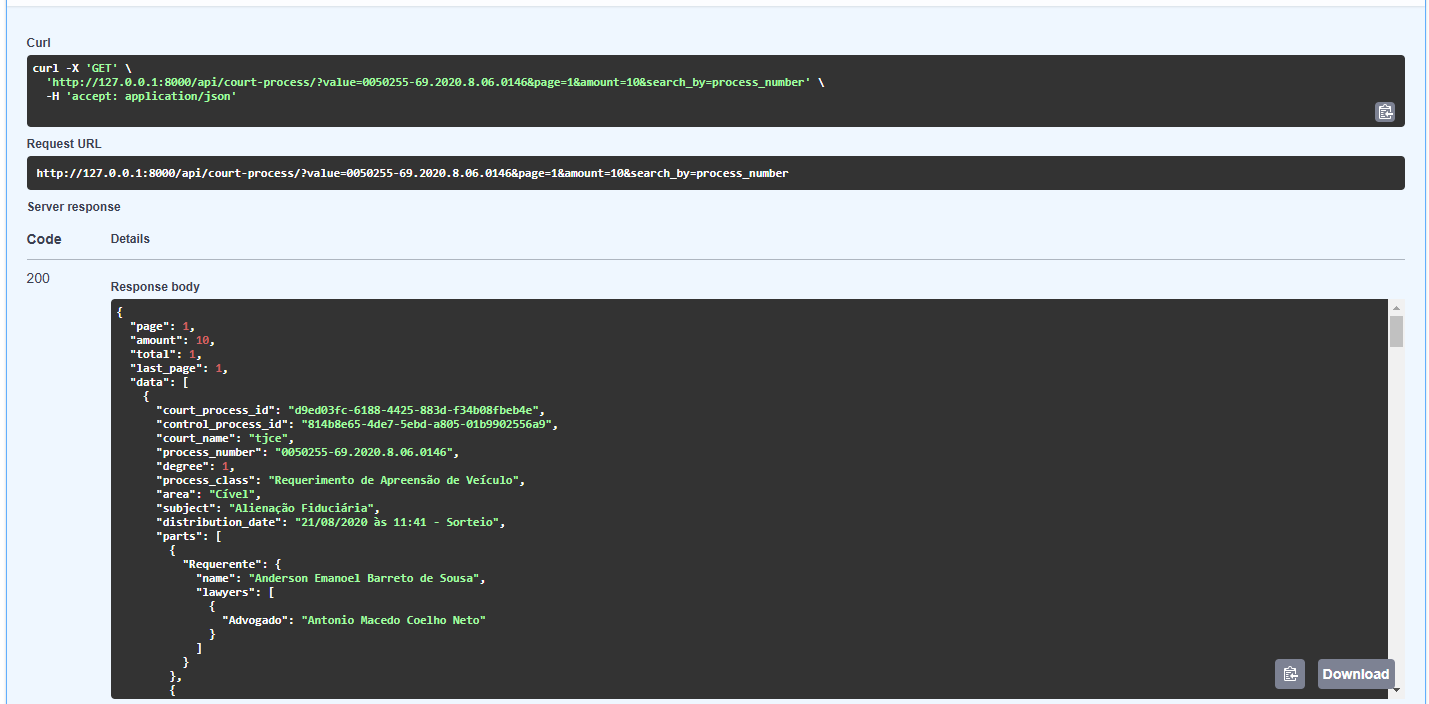 Curl
curl -X 'GET' \
  'http://127.0.0.1:8000/api/court-process/?value=0050255-69.2020.8.06.0146&page=1&amount=10&search_by=process_number' \
  -H 'accept: application/json'
Request URL
http://127.0.0.1:8000/api/court-process/?value=0050255-69.2020.8.06.0146&page=1&amount=10&search_by=process_number
Server response
Code Details
200
Response body
{
  "page": 1,
  "amount": 10,
  "total": 1,
  "last_page": 1,
  "data": [
    {
      "court_process_id": "d9ed03fc-6188-4425-883d-f34b08fbeb4e",
      "control_process_id": "814b8e65-4de7-5ebd-a805-01b9902556a9",
      "court_name": "tjce",
      "process_number": "0050255-69.2020.8.06.0146",
      "degree": 1,
      "process_class": "Requerimento de Apreensão de Veículo",
      "area": "Cível",
      "subject": "Alienação Fiduciária",
      "distribution_date": "21/08/2020 às 11:41 - Sorteio",
      "parts": [
        {
          "Requerente": {
            "name": "Anderson Emanoel Barreto de Sousa",
            "lawyers": [
              {
                "Advogado": "Antonio Macedo Coelho Neto"
              }
            ]
          }
        },
        {
Download